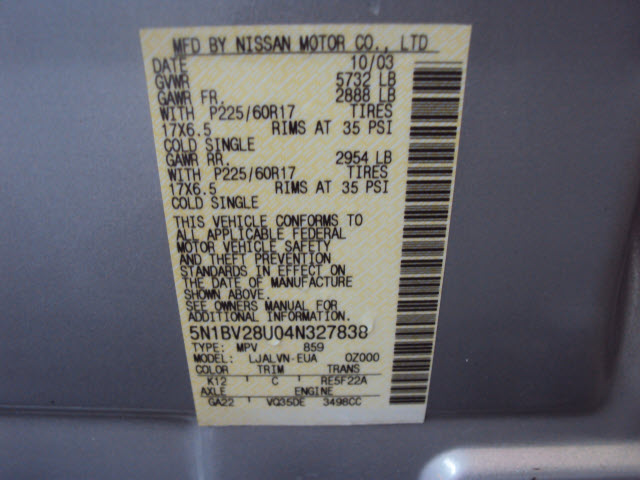 MFD BY NISSAN MOTOR CO., LTD
DATE 10/03
GVWR 5732 LB
GAWR FR. 2888 LB
WITH P225/60R17 TIRES
17X6.5 RIMS AT 35 PSI
COLD SINGLE
GAWR RR. 2954 LB
WITH P225/60R17 TIRES
17X6.5 RIMS AT 35 PSI
COLD SINGLE
THIS VEHICLE CONFORMS TO
ALL APPLICABLE FEDERAL
MOTOR VEHICLE SAFETY
AND THEFT PREVENTION
STANDARDS IN EFFECT ON
THE DATE OF MANUFACTURE
SHOWN ABOVE.
SEE OWNERS MANUAL FOR
ADDITIONAL INFORMATION.
5N1BV28U04N327838
TYPE: MPV 859
MODEL: LJALVN-EUA 0Z000
COLOR TRIM TRANS
K12 C RE5F22A
AXLE ENGINE
GA22 VQ35DE 3498CC